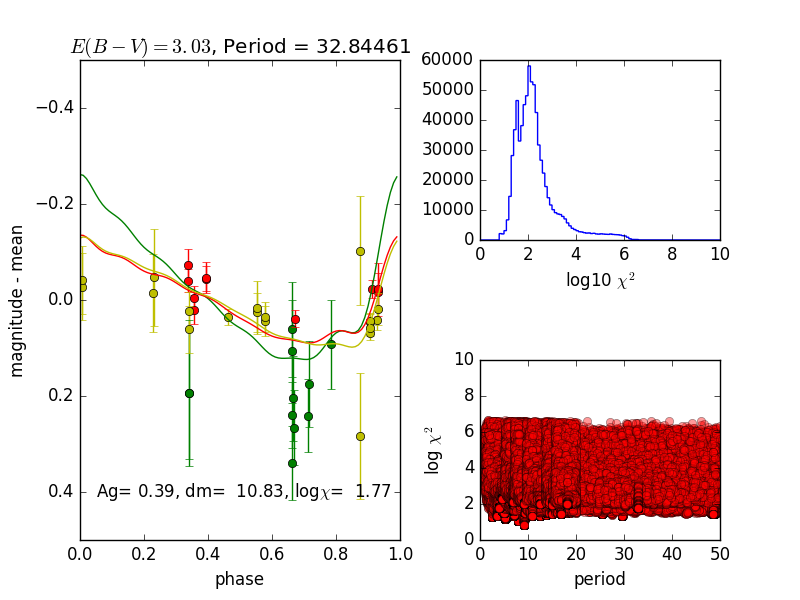 E(B − V) = 3.03, Period = 32.84461
−0.4
−0.2
0.0
0.2
0.4
magnitude - mean
Ag= 0.39, dm= 10.83, logχ= 1.77
0.0 0.2 0.4 0.6 0.8 1.0
phase
60000
50000
40000
30000
20000
10000
0
0 2 4 6 8 10
log10 χ²
10
8
6
4
2
0
log χ²
0 10 20 30 40 50
period